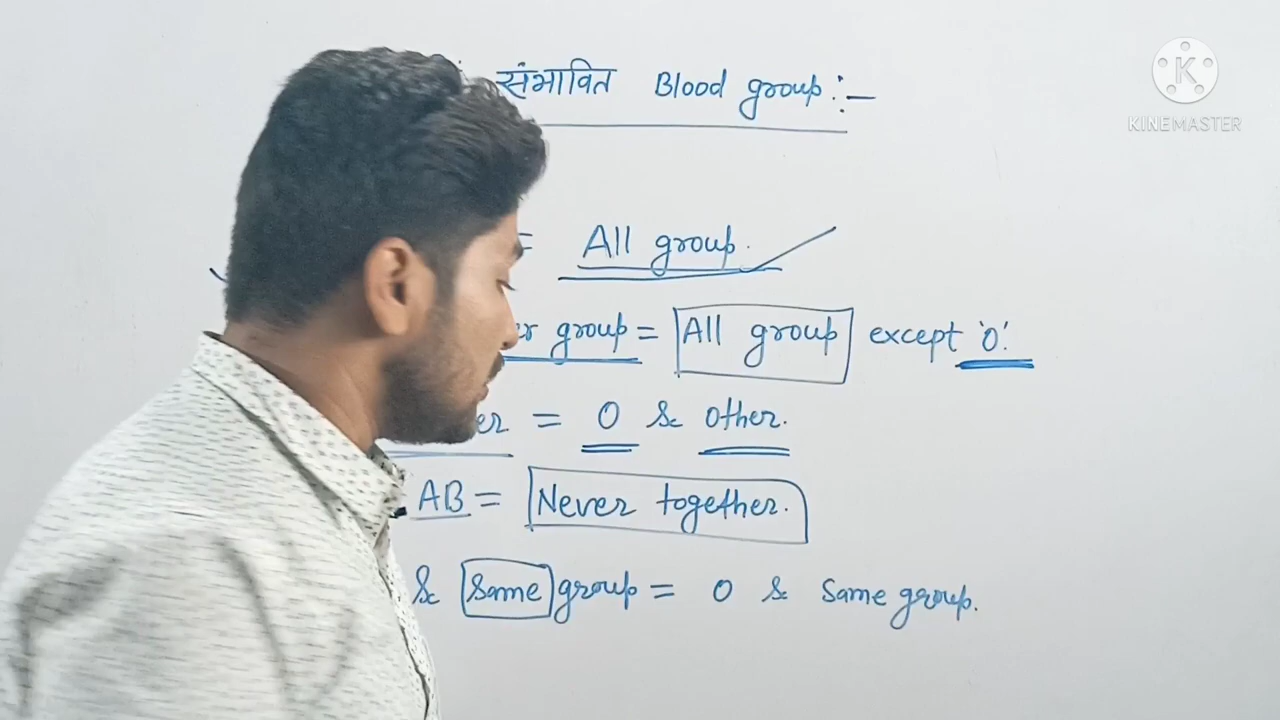 संभावित Blood group :-
= All group.
group = All group except 'O'.
= O & Other.
AB = Never together.
& Same group = O & Same group.
K
KINEMASTER